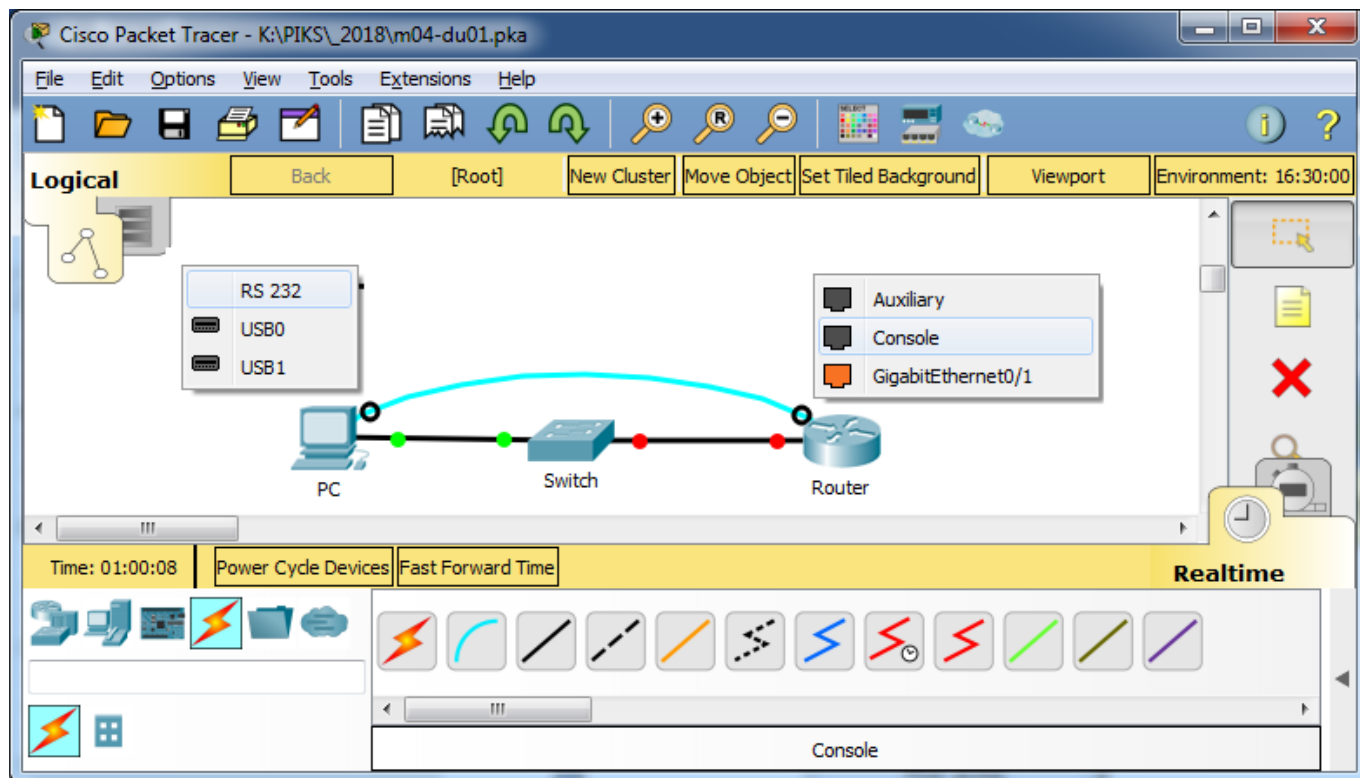 Cisco Packet Tracer - K:\PIKS\_2018\m04-du01.pka
File Edit Options View Tools Extensions Help
Logical Back [Root] New Cluster Move Object Set Tiled Background Viewport Environment: 16:30:00
RS 232
USB0
USB1
Auxiliary
Console
GigabitEthernet0/1
PC
Switch
Router
Time: 01:00:08 Power Cycle Devices Fast Forward Time Realtime
Console